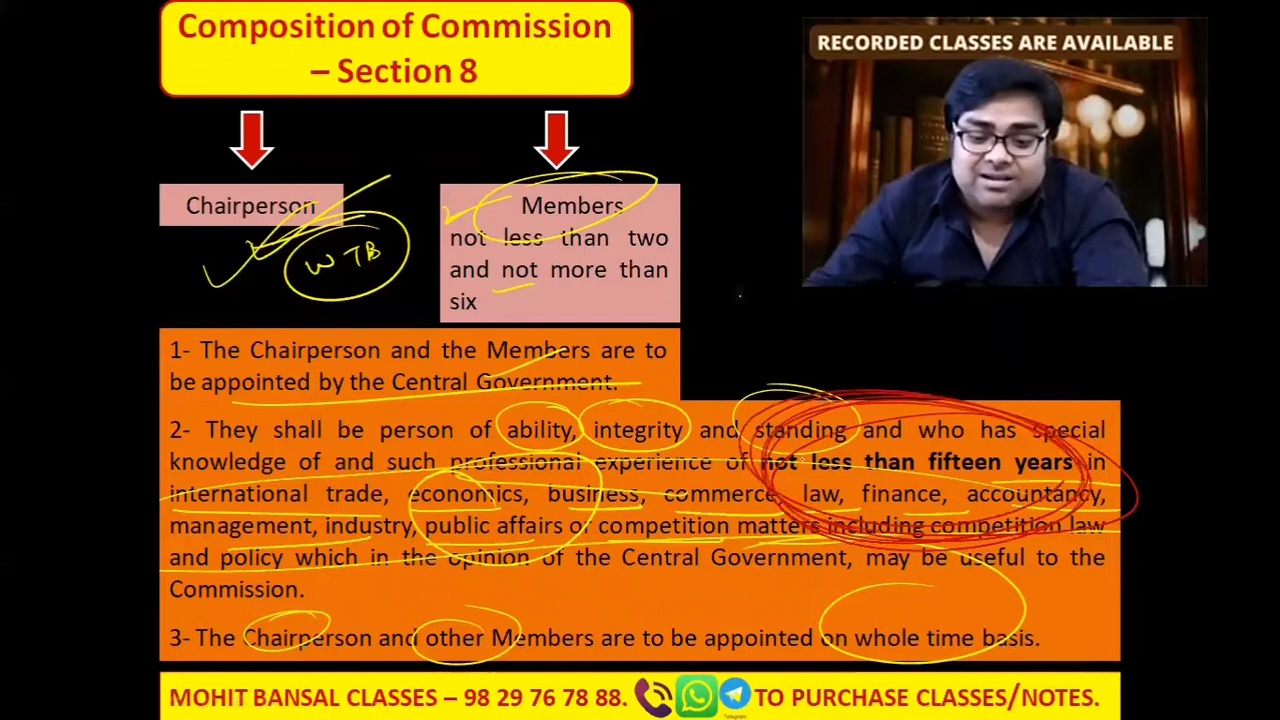 Composition of Commission
– Section 8
RECORDED CLASSES ARE AVAILABLE
Chairperson
WTB
Members
not less than two
and not more than
six
1- The Chairperson and the Members are to
be appointed by the Central Government.
2- They shall be person of ability, integrity and standing and who has special
knowledge of and such professional experience of not less than fifteen years in
international trade, economics, business, commerce, law, finance, accountancy,
management, industry, public affairs or competition matters including competition law
and policy which in the opinion of the Central Government, may be useful to the
Commission.
3- The Chairperson and other Members are to be appointed on whole time basis.
MOHIT BANSAL CLASSES – 98 29 76 78 88. TO PURCHASE CLASSES/NOTES.
Telegram